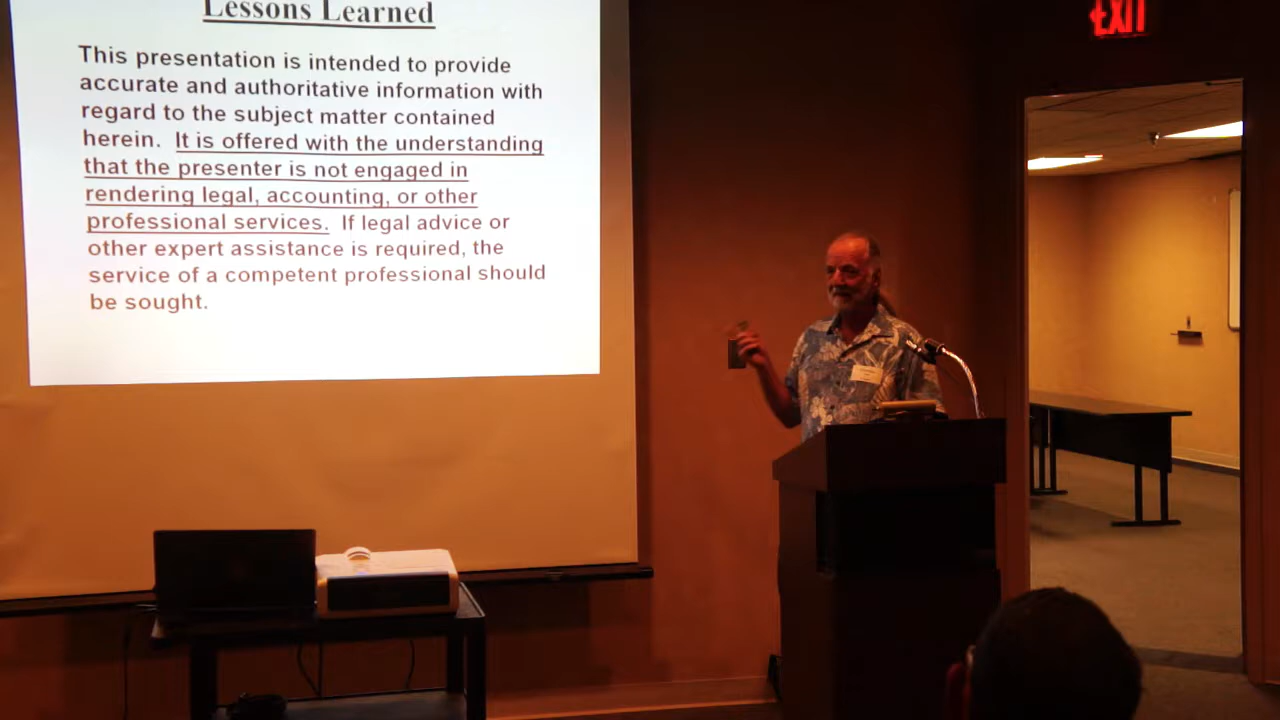 Lessons Learned
This presentation is intended to provide
accurate and authoritative information with
regard to the subject matter contained
herein. It is offered with the understanding
that the presenter is not engaged in
rendering legal, accounting, or other
professional services. If legal advice or
other expert assistance is required, the
service of a competent professional should
be sought.
EXIT